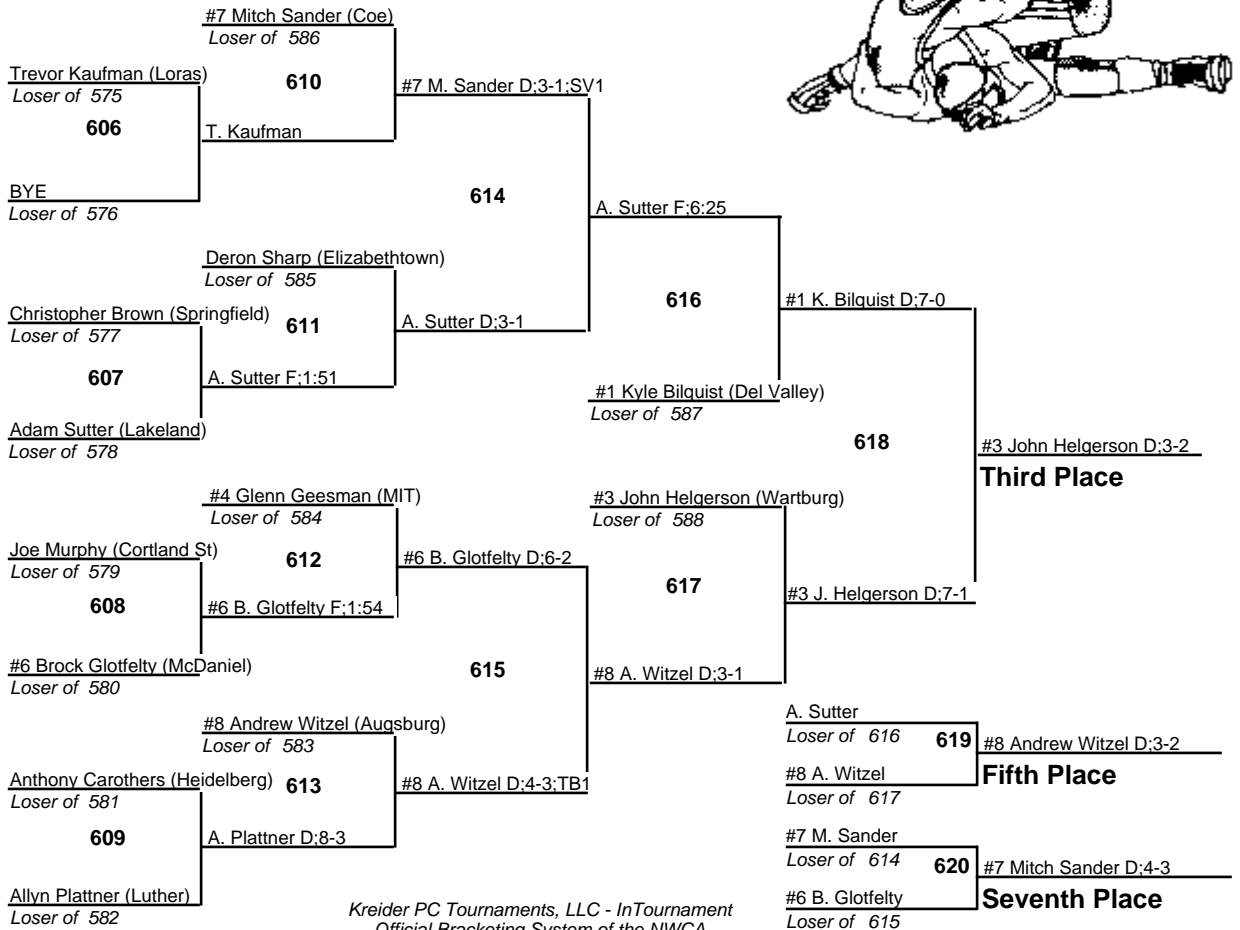 #7 Mitch Sander (Coe)
Loser of 586
Trevor Kaufman (Loras)
Loser of 575
610
#7 M. Sander D;3-1;SV1
606
T. Kaufman
BYE
Loser of 576
614
A. Sutter F;6:25
Deron Sharp (Elizabethtown)
Loser of 585
Christopher Brown (Springfield)
Loser of 577
611
A. Sutter D;3-1
616
#1 K. Bilquist D;7-0
607
A. Sutter F;1:51
#1 Kyle Bilquist (Del Valley)
Loser of 587
Adam Sutter (Lakeland)
Loser of 578
618
#3 John Helgerson D;3-2
Third Place
#4 Glenn Geesman (MIT)
Loser of 584
#3 John Helgerson (Wartburg)
Loser of 588
Joe Murphy (Cortland St)
Loser of 579
612
#6 B. Glotfelty D;6-2
617
608
#6 B. Glotfelty F;1:54
#3 J. Helgerson D;7-1
#6 Brock Glotfelty (McDaniel)
Loser of 580
615
#8 A. Witzel D;3-1
#8 Andrew Witzel (Augsburg)
Loser of 583
A. Sutter
Loser of 616
619
#8 Andrew Witzel D;3-2
Fifth Place
Anthony Carothers (Heidelberg)
Loser of 581
613
#8 A. Witzel D;4-3;TB1
#8 A. Witzel
Loser of 617
609
A. Plattner D;8-3
#7 M. Sander
Loser of 614
620
#7 Mitch Sander D;4-3
Seventh Place
Allyn Plattner (Luther)
Loser of 582
#6 B. Glotfelty
Loser of 615
Kreider PC Tournaments, LLC - InTournament
Official Bracketing System of the NWCA